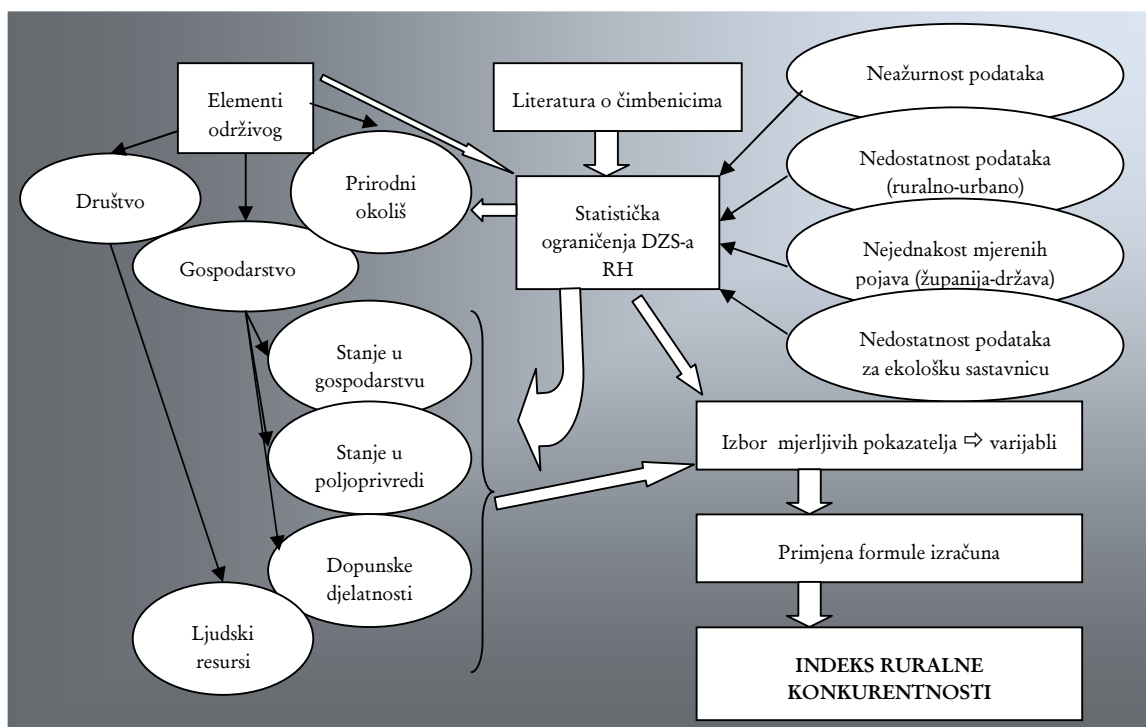 Elementi
održivog
Literatura o čimbenicima
Neažurnost podataka
Društvo
Prirodni
okoliš
Gospodarstvo
Statistička
ograničenja DZS-a
RH
Nedostatnost podataka
(ruralno-urbano)
Nejednakost mjerenih
pojava (županija-država)
Nedostatnost podataka
za ekološku sastavnicu
Stanje u
gospodarstvu
Stanje u
poljoprivredi
Dopunske
djelatnosti
Ljudski
resursi
Izbor mjerljivih pokazatelja ⇨ varijabli
Primjena formule izračuna
INDEKS RURALNE
KONKURENTNOSTI